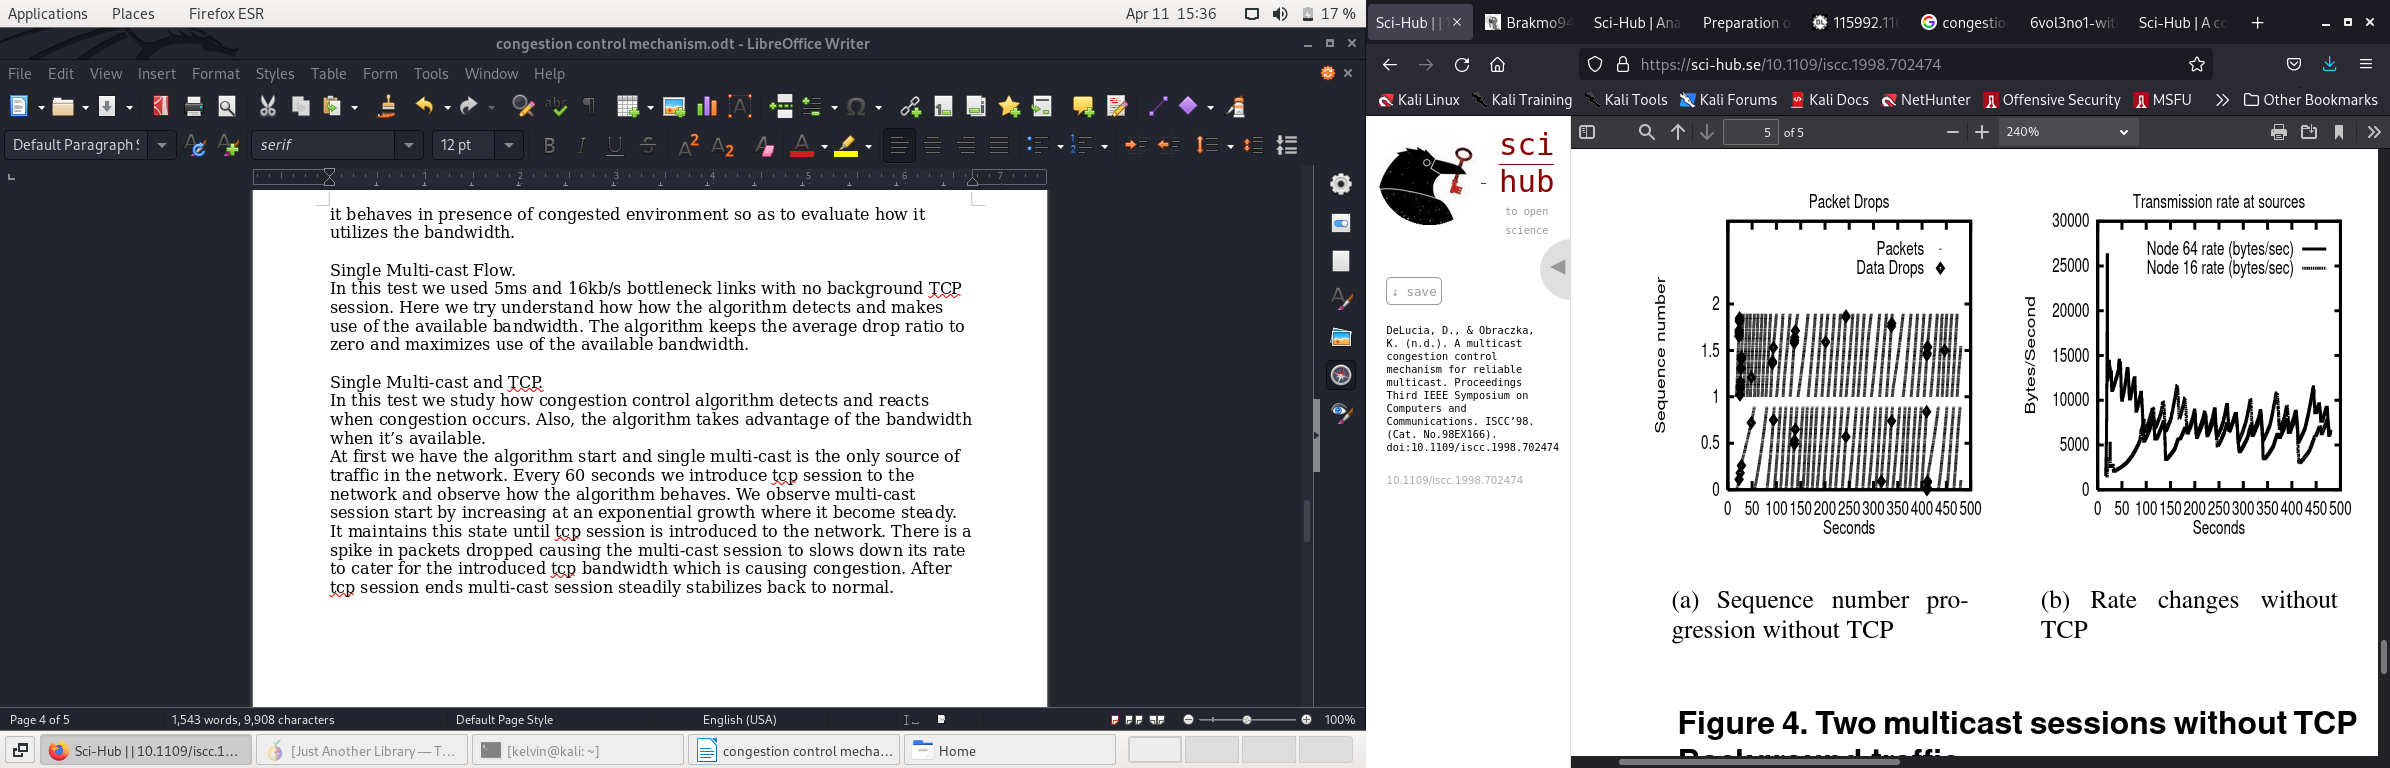 Applications Places Firefox ESR Apr 11 15:36 17 %
congestion control mechanism.odt - LibreOffice Writer
File Edit View Insert Format Styles Table Form Tools Window Help
Default Paragraph S serif 12 pt
1 2 3 4 5 6 7
it behaves in presence of congested environment so as to evaluate how it
utilizes the bandwidth.
Single Multi-cast Flow.
In this test we used 5ms and 16kb/s bottleneck links with no background TCP
session. Here we try understand how how the algorithm detects and makes
use of the available bandwidth. The algorithm keeps the average drop ratio to
zero and maximizes use of the available bandwidth.
Single Multi-cast and TCP.
In this test we study how congestion control algorithm detects and reacts
when congestion occurs. Also, the algorithm takes advantage of the bandwidth
when it’s available.
At first we have the algorithm start and single multi-cast is the only source of
traffic in the network. Every 60 seconds we introduce tcp session to the
network and observe how the algorithm behaves. We observe multi-cast
session start by increasing at an exponential growth where it become steady.
It maintains this state until tcp session is introduced to the network. There is a
spike in packets dropped causing the multi-cast session to slows down its rate
to cater for the introduced tcp bandwidth which is causing congestion. After
tcp session ends multi-cast session steadily stabilizes back to normal.
Page 4 of 5 1,543 words, 9,908 characters Default Page Style English (USA) 100%
Sci-Hub | | 10.1109/iscc.1... [Just Another Library — T... [kelvin@kali: ~] congestion control mecha... Home
Sci-Hub | | 1 Brakmo94 Sci-Hub | Ana Preparation o 115992.116 congestion 6vol3no1-with Sci-Hub | A co
https://sci-hub.se/10.1109/iscc.1998.702474
Kali Linux Kali Training Kali Tools Kali Forums Kali Docs NetHunter Offensive Security MSFU Other Bookmarks
5 of 5 240%
sci
hub
to open
science
↓ save
DeLucia, D., & Obraczka,
K. (n.d.). A multicast
congestion control
mechanism for reliable
multicast. Proceedings
Third IEEE Symposium on
Computers and
Communications. ISCC’98.
(Cat. No.98EX166).
doi:10.1109/iscc.1998.702474
10.1109/iscc.1998.702474
Packet Drops
Packets
Data Drops
Sequence number
2
1.5
1
0.5
0
0 50 100 150 200 250 300 350 400 450 500
Seconds
(a) Sequence number pro-
gression without TCP
Transmission rate at sources
Node 64 rate (bytes/sec)
Node 16 rate (bytes/sec)
Bytes/Second
30000
25000
20000
15000
10000
5000
0
0 50 100 150 200 250 300 350 400 450 500
Seconds
(b) Rate changes without
TCP
Figure 4. Two multicast sessions without TCP
Background traffic